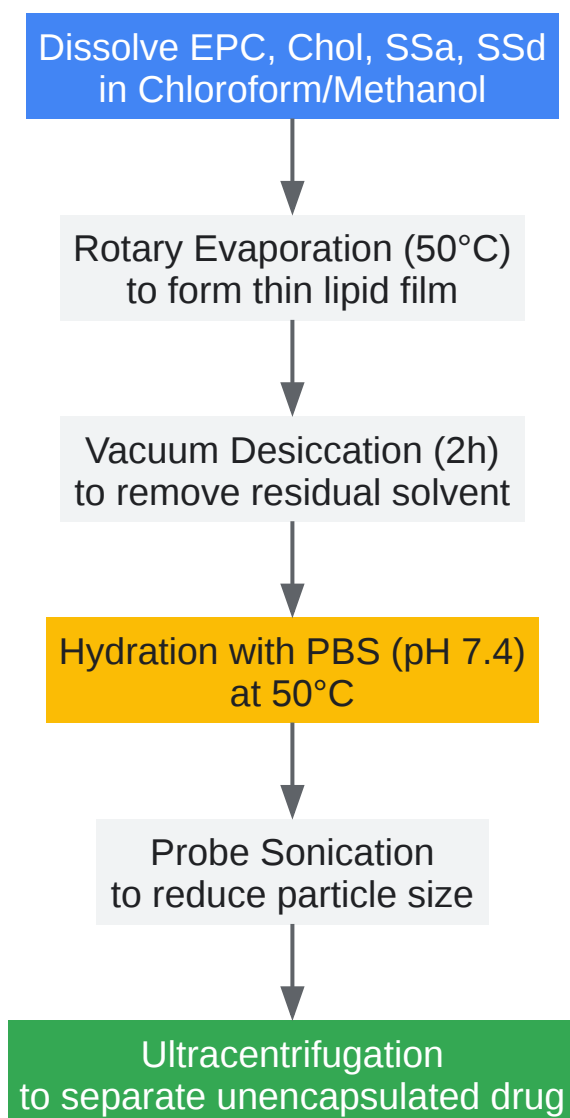 Dissolve EPC, Chol, SSa, SSd
in Chloroform/Methanol
Rotary Evaporation (50°C)
to form thin lipid film
Vacuum Desiccation (2h)
to remove residual solvent
Hydration with PBS (pH 7.4)
at 50°C
Probe Sonication
to reduce particle size
Ultracentrifugation
to separate unencapsulated drug